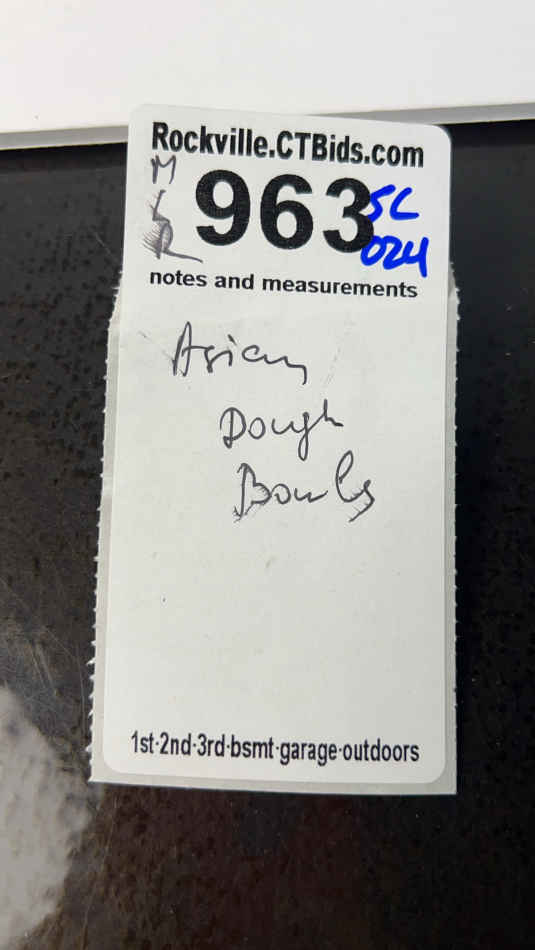 Rockville.CTBids.com
M
963 SC
024
notes and measurements
Asian
Dough
Bowls
1st·2nd·3rd·bsmt·garage·outdoors